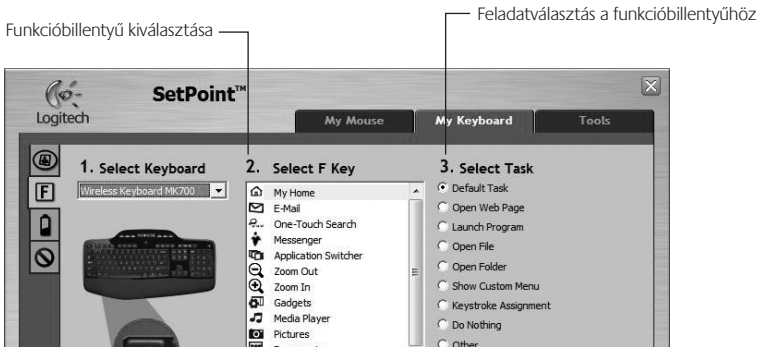 Feladatválasztás a funkcióbillentyűhöz
Funkcióbillentyű kiválasztása
Logitech
SetPoint™
My Mouse
My Keyboard
Tools
1. Select Keyboard
Wireless Keyboard MK700
2. Select F Key
My Home
E-Mail
One-Touch Search
Messenger
Application Switcher
Zoom Out
Zoom In
Gadgets
Media Player
Pictures
3. Select Task
Default Task
Open Web Page
Launch Program
Open File
Open Folder
Show Custom Menu
Keystroke Assignment
Do Nothing
Other